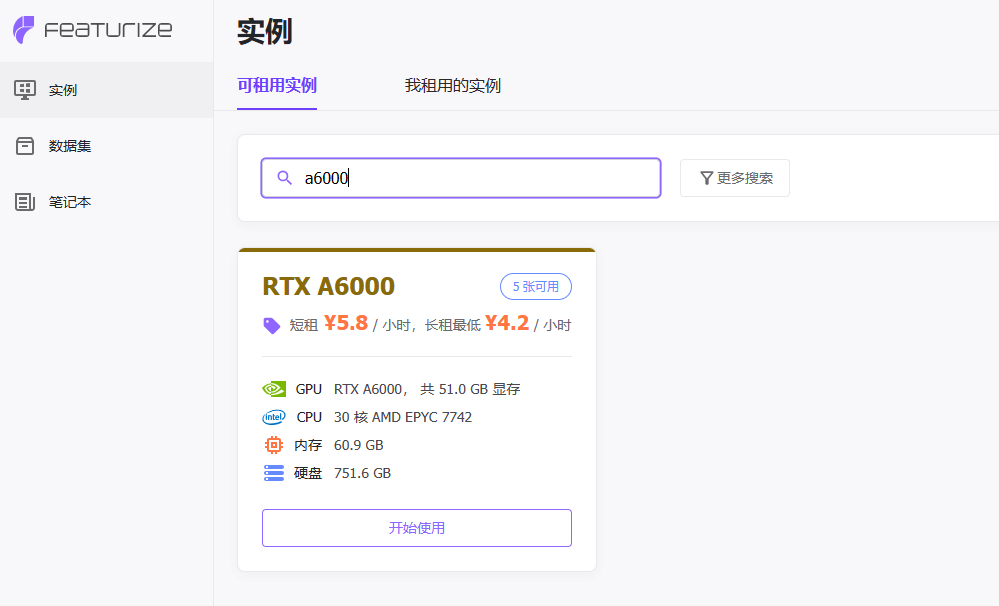 Featurize
实例
数据集
笔记本
实例
可租用实例 我租用的实例
a6000 更多搜索
RTX A6000 5 张可用
短租 ¥5.8 / 小时，长租最低 ¥4.2 / 小时
GPU RTX A6000， 共 51.0 GB 显存
intel CPU 30 核 AMD EPYC 7742
内存 60.9 GB
硬盘 751.6 GB
开始使用